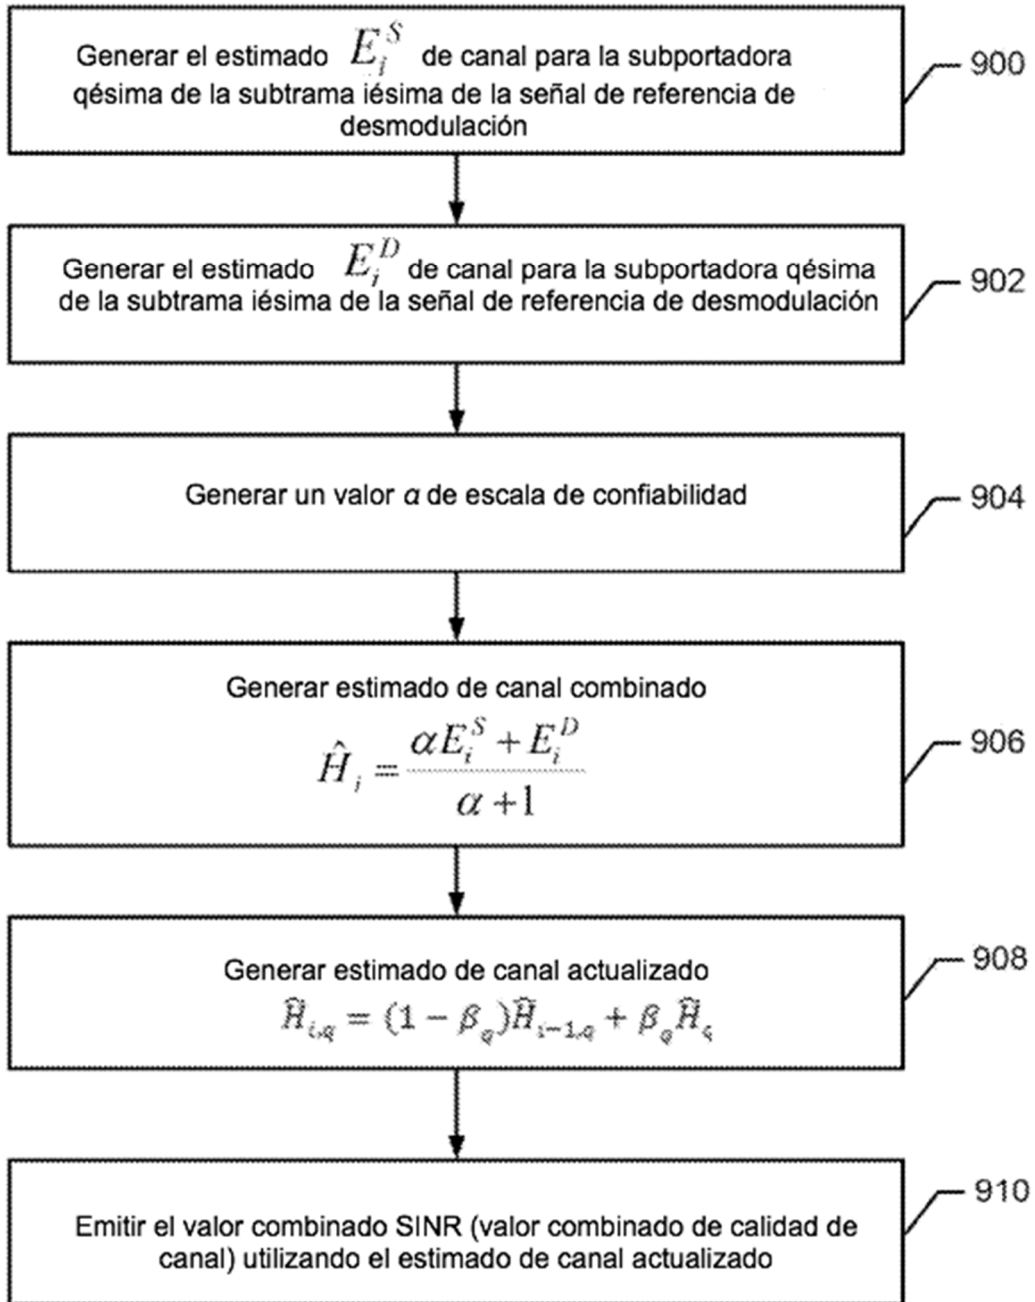 Generar el estimado E_i^S de canal para la subportadora
qésima de la subtrama iésima de la señal de referencia de
desmodulación
900
Generar el estimado E_i^D de canal para la subportadora qésima
de la subtrama iésima de la señal de referencia de desmodulación
902
Generar un valor α de escala de confiabilidad
904
Generar estimado de canal combinado
Ĥ_i = (αE_i^S + E_i^D) / (α + 1)
906
Generar estimado de canal actualizado
Ĥ_{i,q} = (1 − β_q)Ĥ_{i−1,q} + β_qĤ
908
Emitir el valor combinado SINR (valor combinado de calidad de
canal) utilizando el estimado de canal actualizado
910